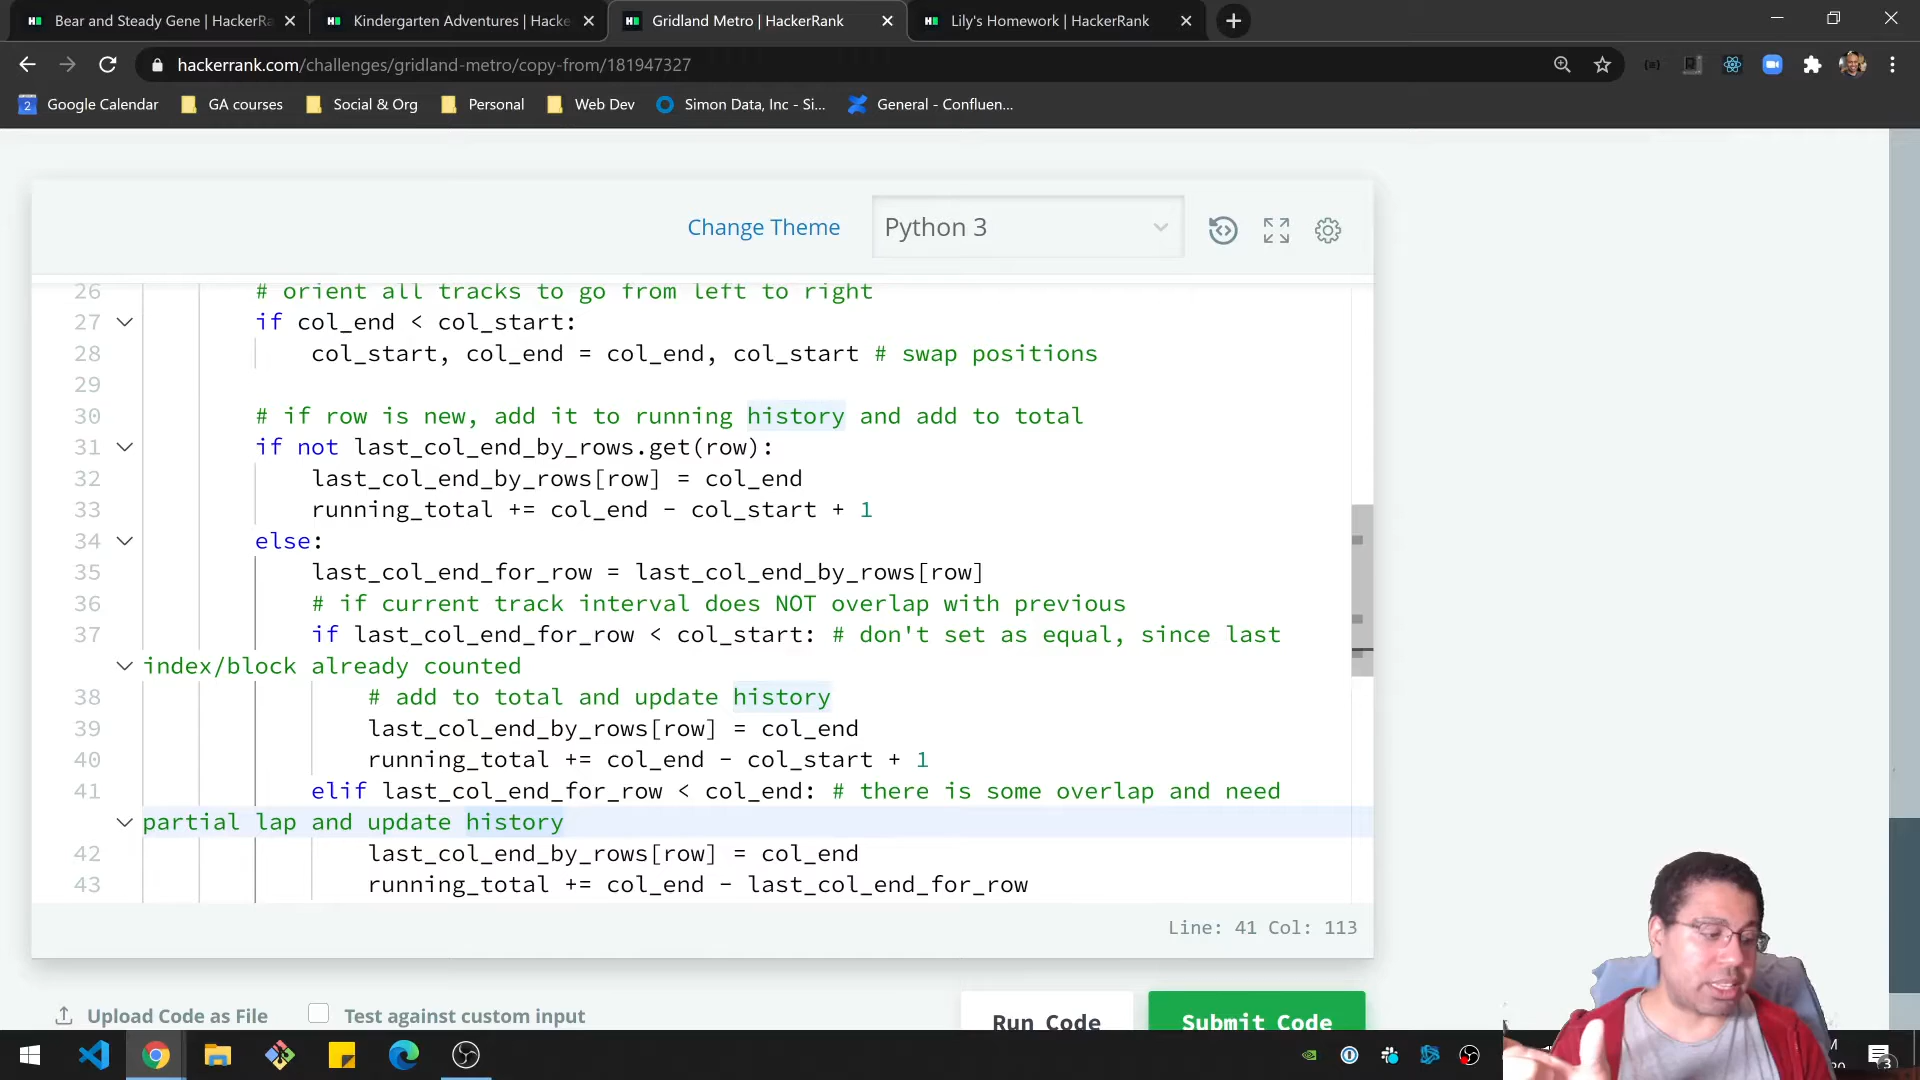 Bear and Steady Gene | HackerRa
Kindergarten Adventures | Hacke
Gridland Metro | HackerRank
Lily's Homework | HackerRank
hackerrank.com/challenges/gridland-metro/copy-from/181947327
2 Google Calendar
GA courses
Social & Org
Personal
Web Dev
Simon Data, Inc - Si...
General - Confluen...
Change Theme
Python 3
26 # orient all tracks to go from left to right
27 if col_end < col_start:
28 col_start, col_end = col_end, col_start # swap positions
29
30 # if row is new, add it to running history and add to total
31 if not last_col_end_by_rows.get(row):
32 last_col_end_by_rows[row] = col_end
33 running_total += col_end - col_start + 1
34 else:
35 last_col_end_for_row = last_col_end_by_rows[row]
36 # if current track interval does NOT overlap with previous
37 if last_col_end_for_row < col_start: # don't set as equal, since last
index/block already counted
38 # add to total and update history
39 last_col_end_by_rows[row] = col_end
40 running_total += col_end - col_start + 1
41 elif last_col_end_for_row < col_end: # there is some overlap and need
partial lap and update history
42 last_col_end_by_rows[row] = col_end
43 running_total += col_end - last_col_end_for_row
Line: 41 Col: 113
Upload Code as File
Test against custom input
Run Code
Submit Code
3